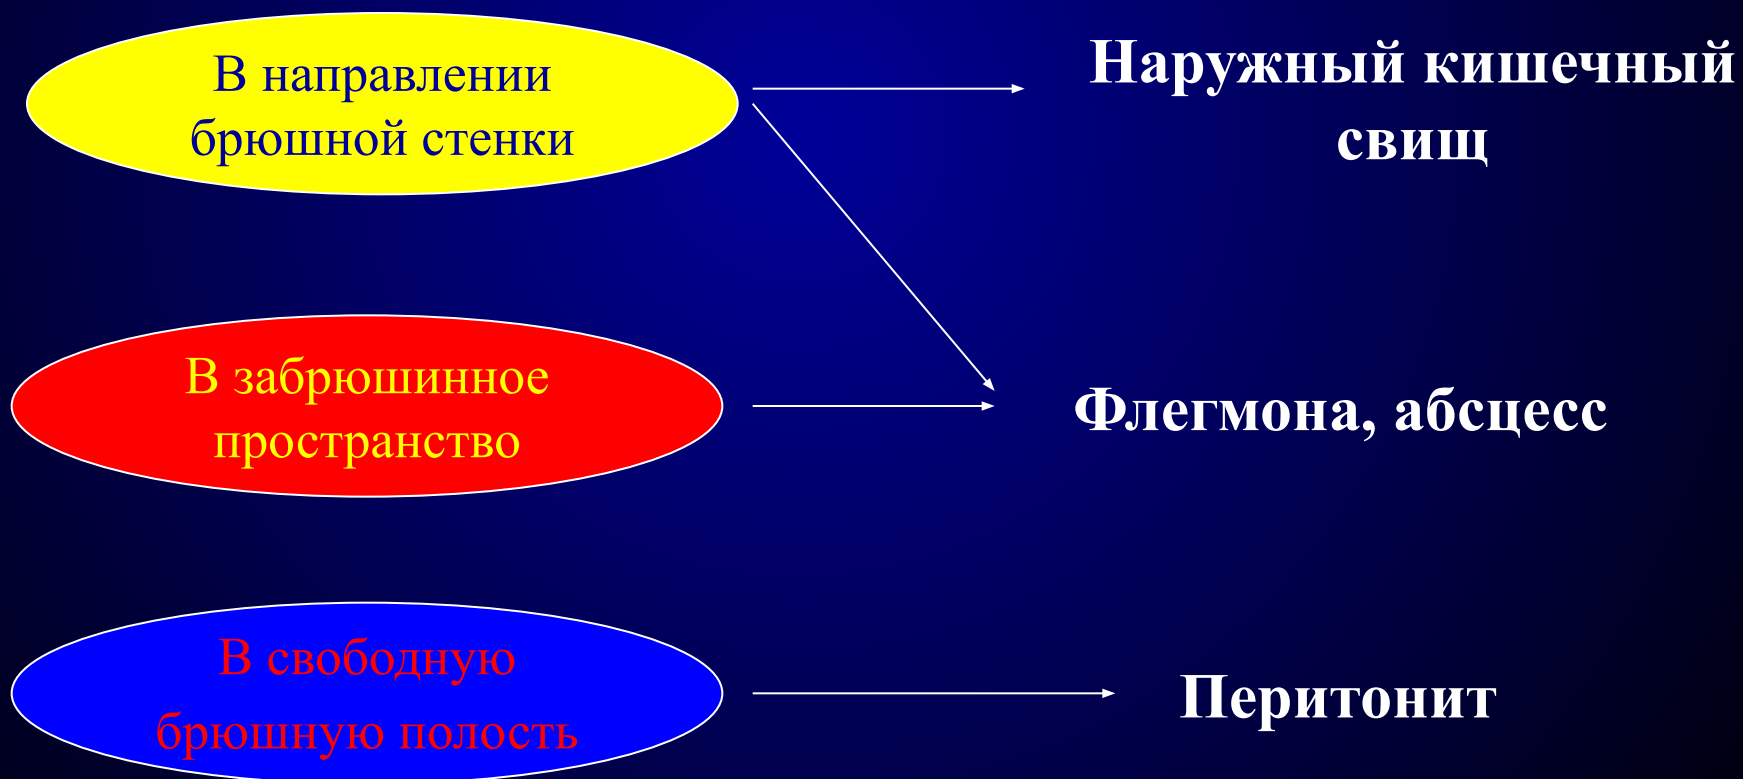 В направлении
брюшной стенки
Наружный кишечный
свищ
В забрюшинное
пространство
Флегмона, абсцесс
В свободную
брюшную полость
Перитонит